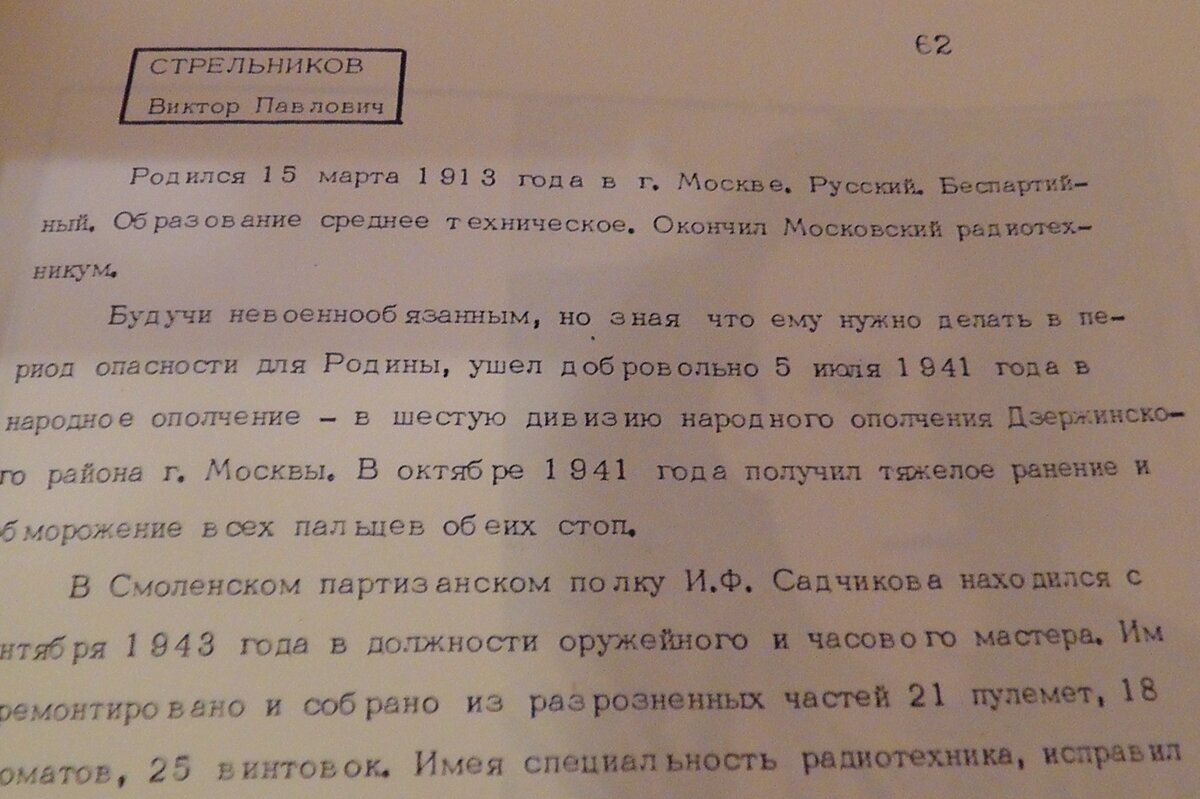 62
СТРЕЛЬНИКОВ
Виктор Павлович
Родился 15 марта 1913 года в г. Москве. Русский. Беспартий-
ный. Образование среднее техническое. Окончил Московский радиотех-
никум.
Будучи невоеннообязанным, но зная что ему нужно делать в пе-
риод опасности для Родины, ушел добровольно 5 июля 1941 года в
народное ополчение - в шестую дивизию народного ополчения Дзержинско-
го района г. Москвы. В октябре 1941 года получил тяжелое ранение и
обморожение всех пальцев обеих стоп.
В Смоленском партизанском полку И.Ф. Садчикова находился с
нтября 1943 года в должности оружейного и часового мастера. Им
ремонтировано и собрано из разрозненных частей 21 пулемет, 18
оматов, 25 винтовок. Имея специальность радиотехника, исправил